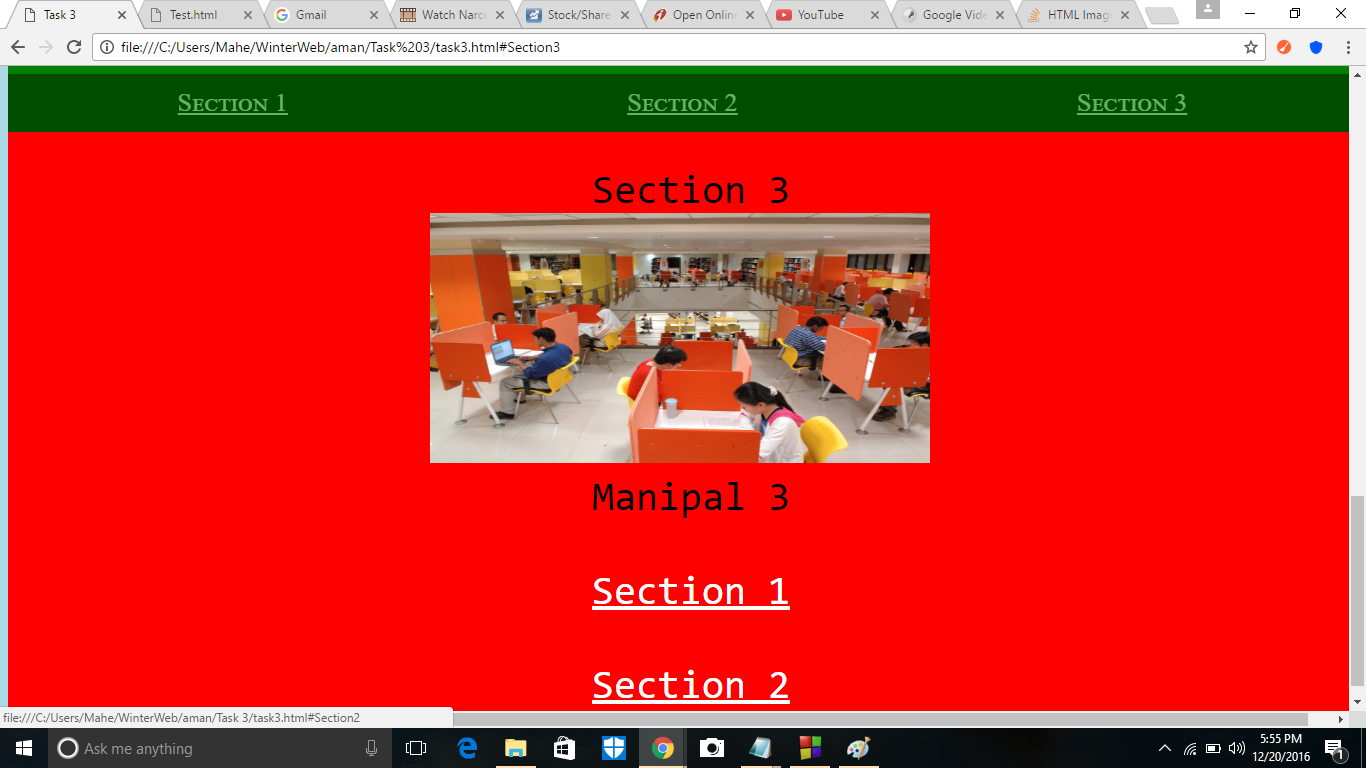 Task 3
Test.html
Gmail
Watch Narc
Stock/Share
Open Onlin
YouTube
Google Vid
HTML Imag
file:///C:/Users/Mahe/WinterWeb/aman/Task%203/task3.html#Section3
Section 1 Section 2 Section 3
Section 3
Manipal 3
Section 1
Section 2
file:///C:/Users/Mahe/WinterWeb/aman/Task 3/task3.html#Section2
Ask me anything
5:55 PM
12/20/2016
1